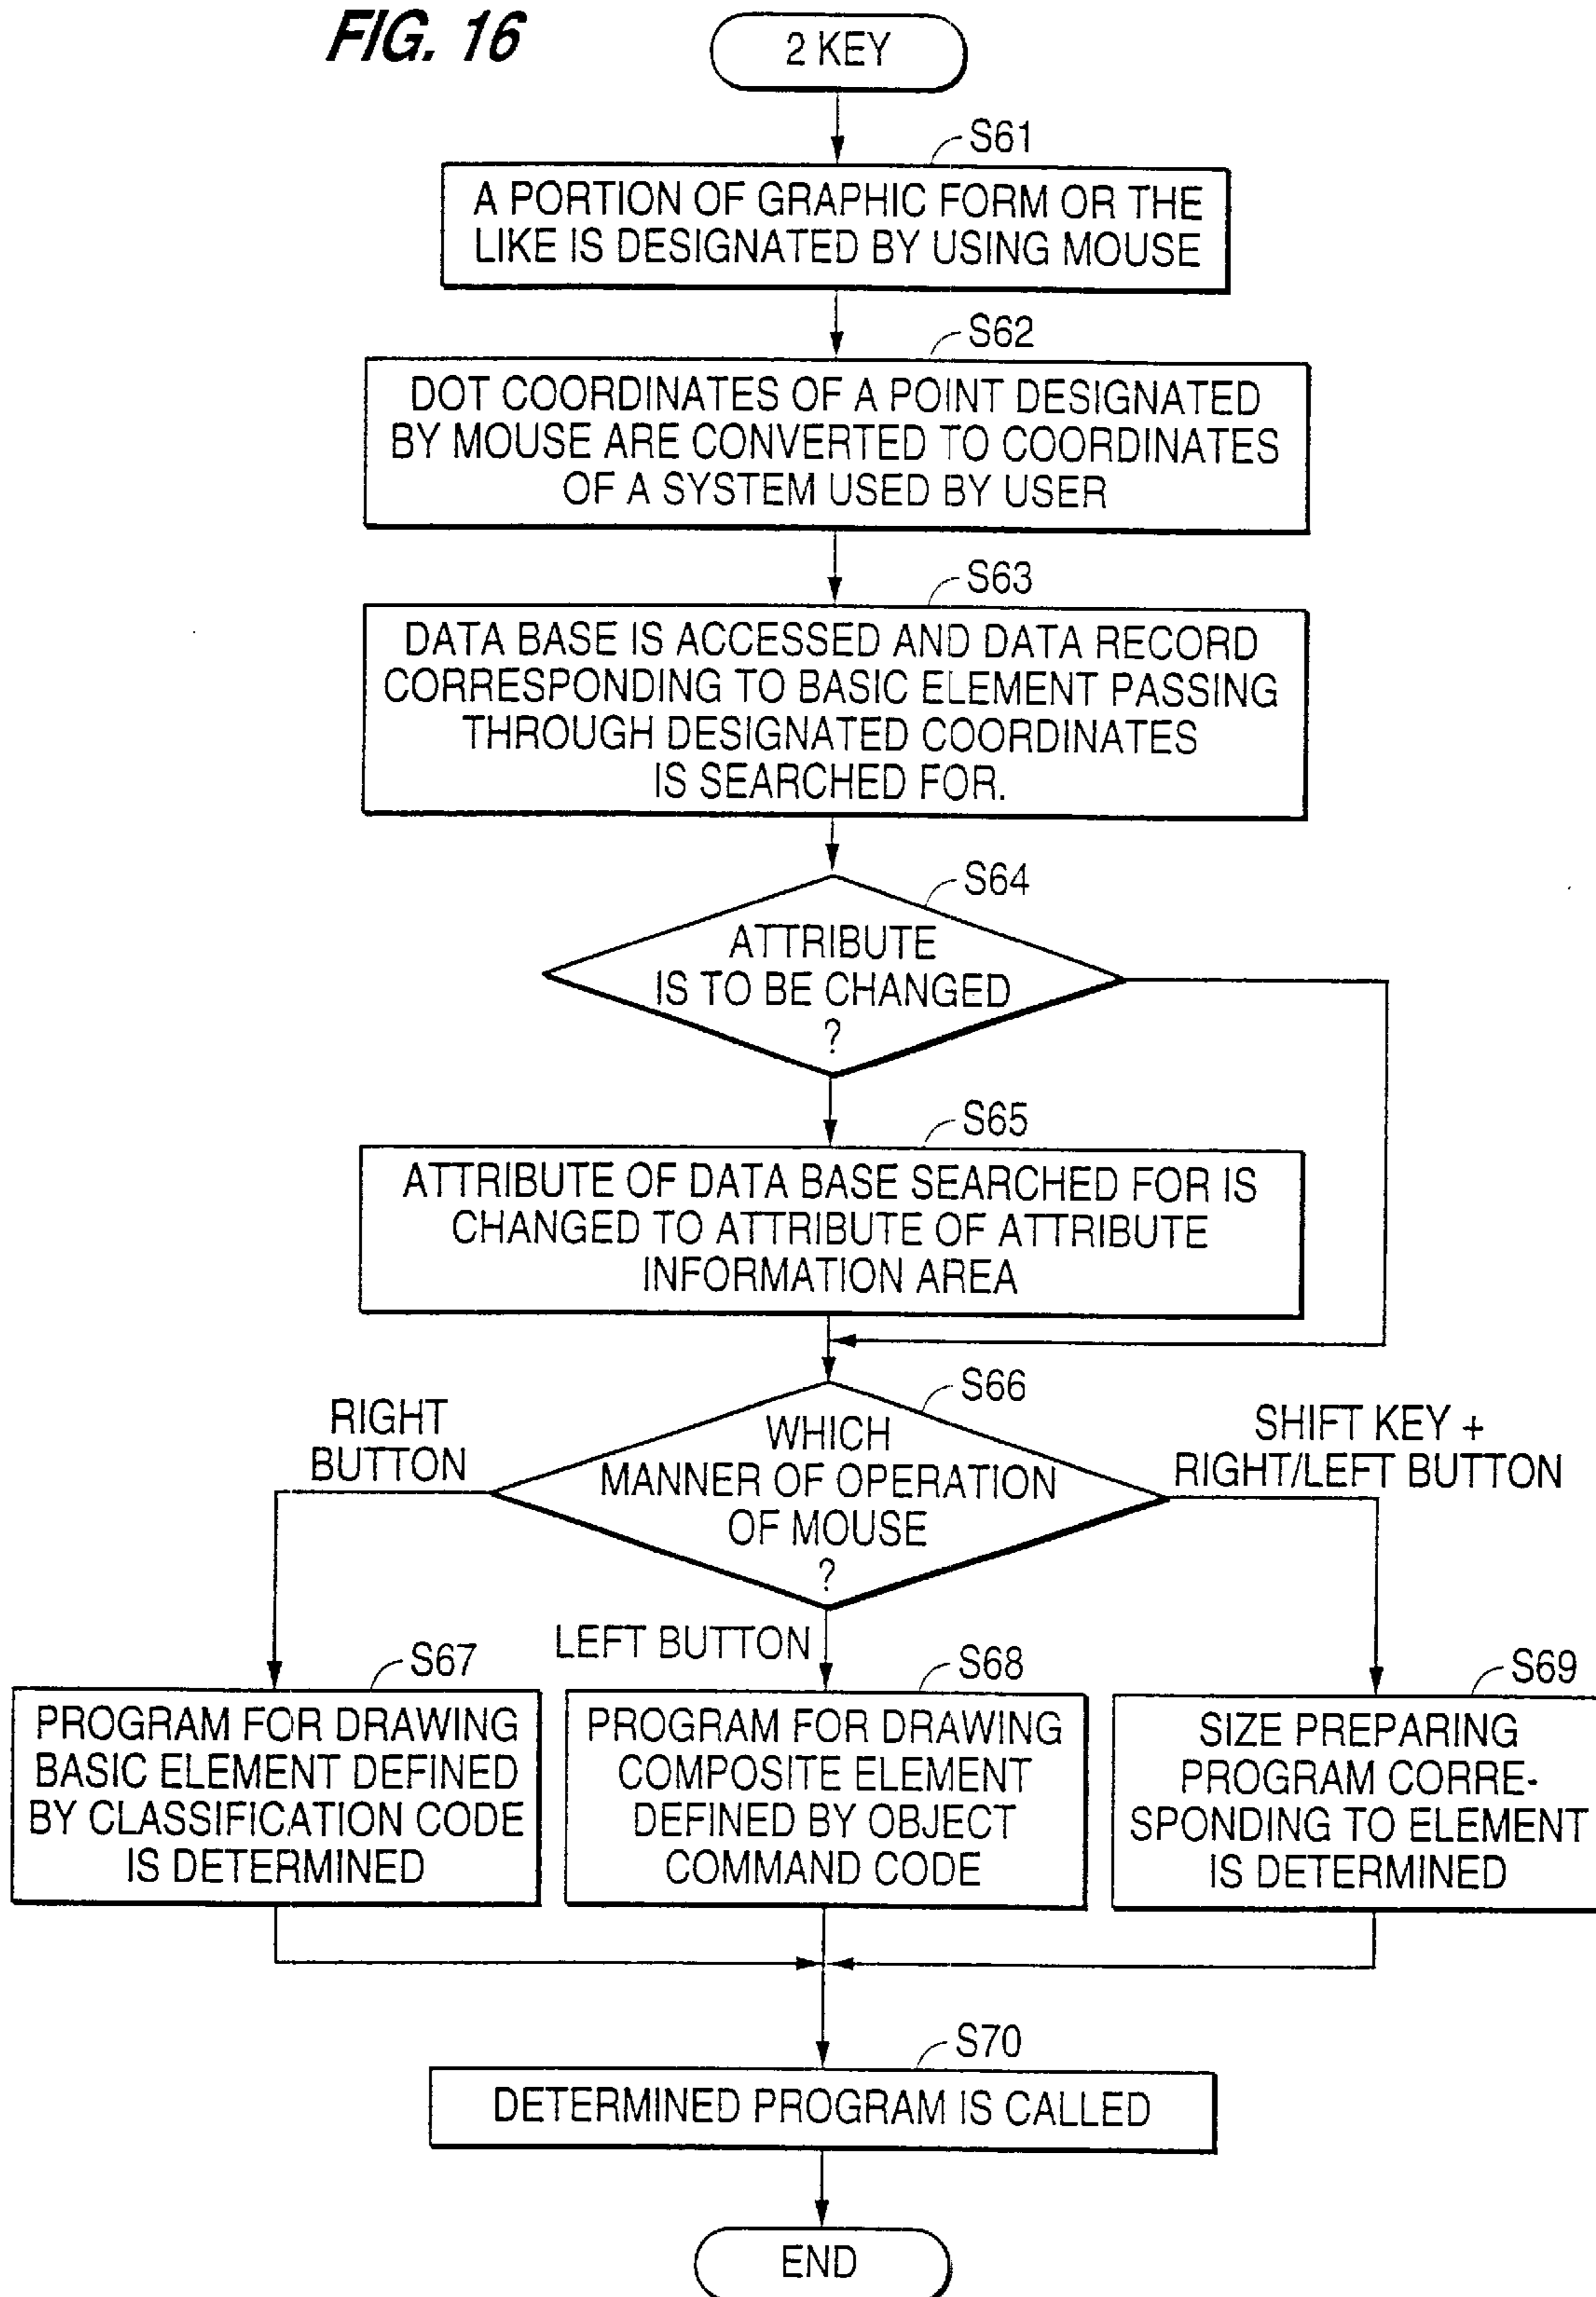 FIG. 16
2 KEY
S61
A PORTION OF GRAPHIC FORM OR THE
LIKE IS DESIGNATED BY USING MOUSE
S62
DOT COORDINATES OF A POINT DESIGNATED
BY MOUSE ARE CONVERTED TO COORDINATES
OF A SYSTEM USED BY USER
S63
DATA BASE IS ACCESSED AND DATA RECORD
CORRESPONDING TO BASIC ELEMENT PASSING
THROUGH DESIGNATED COORDINATES
IS SEARCHED FOR.
S64
ATTRIBUTE
IS TO BE CHANGED
?
S65
ATTRIBUTE OF DATA BASE SEARCHED FOR IS
CHANGED TO ATTRIBUTE OF ATTRIBUTE
INFORMATION AREA
S66
WHICH
MANNER OF OPERATION
OF MOUSE
?
RIGHT
BUTTON
SHIFT KEY +
RIGHT/LEFT BUTTON
LEFT BUTTON
S67
PROGRAM FOR DRAWING
BASIC ELEMENT DEFINED
BY CLASSIFICATION CODE
IS DETERMINED
S68
PROGRAM FOR DRAWING
COMPOSITE ELEMENT
DEFINED BY OBJECT
COMMAND CODE
S69
SIZE PREPARING
PROGRAM CORRE-
SPONDING TO ELEMENT
IS DETERMINED
S70
DETERMINED PROGRAM IS CALLED
END